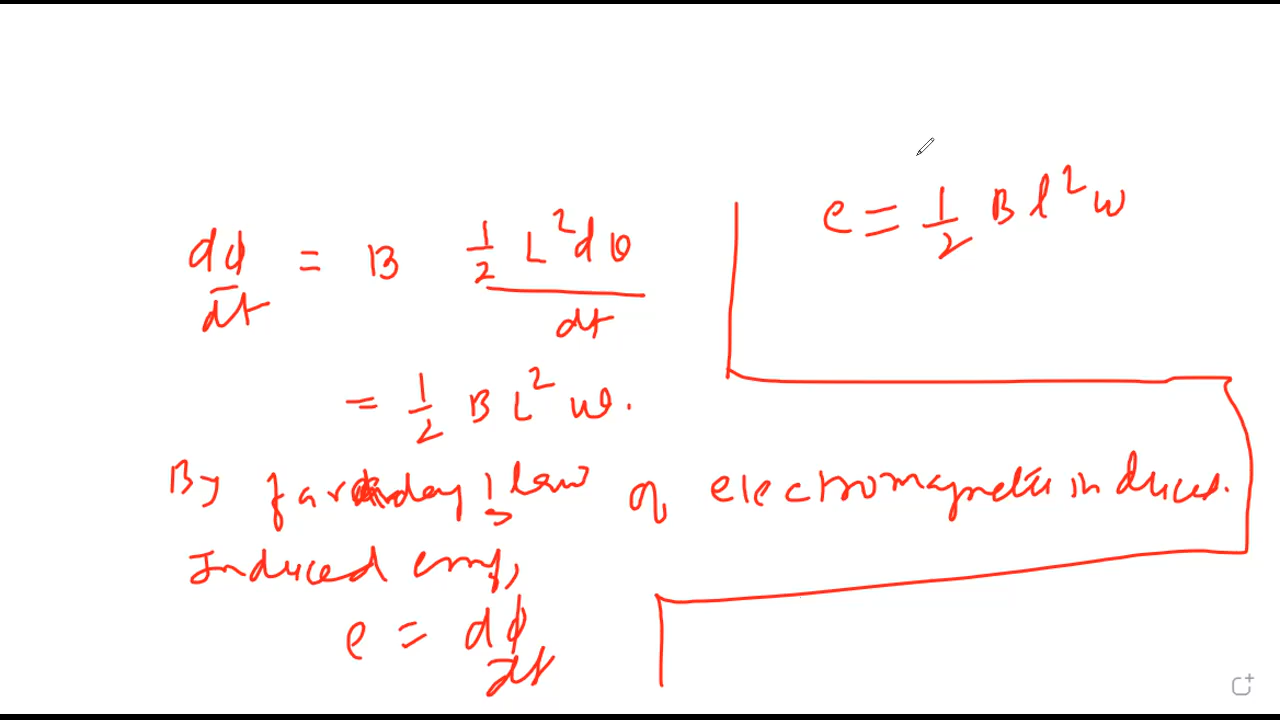 dϕ/dt = B 1/2 L²dθ/dt
= 1/2 B L² ω.
By faraday's law of electromagnetic induced.
Induced emf,
e = dϕ/dt
e = 1/2 B l² ω